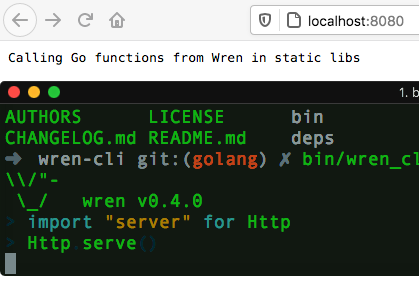 localhost:8080
Calling Go functions from Wren in static libs
1. b
AUTHORS LICENSE bin
CHANGELOG.md README.md deps
➜ wren-cli git:(golang) ✗ bin/wren_cl
\\/"-
\_/ wren v0.4.0
> import "server" for Http
> Http.serve()